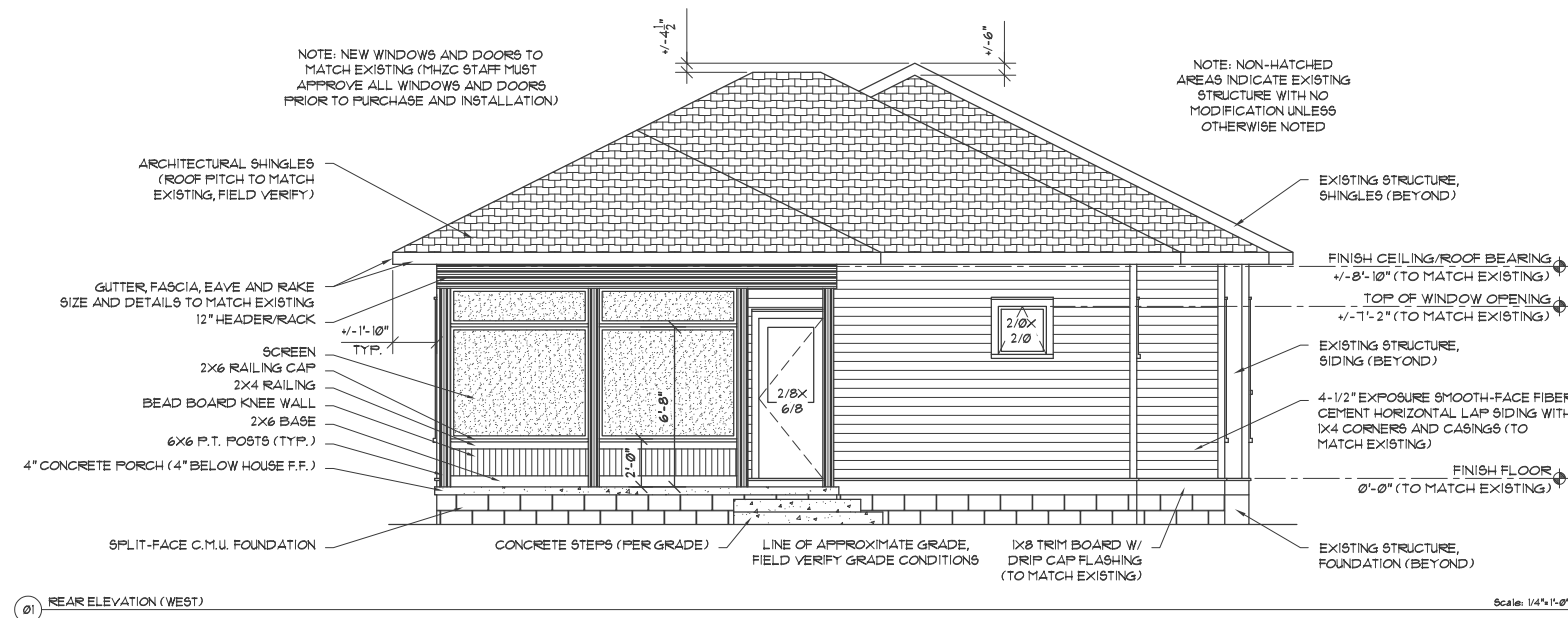 +/-4 1/2"
+/-6"
NOTE: NEW WINDOWS AND DOORS TO
MATCH EXISTING (MHZC STAFF MUST
APPROVE ALL WINDOWS AND DOORS
PRIOR TO PURCHASE AND INSTALLATION)
NOTE: NON-HATCHED
AREAS INDICATE EXISTING
STRUCTURE WITH NO
MODIFICATION UNLESS
OTHERWISE NOTED
ARCHITECTURAL SHINGLES
(ROOF PITCH TO MATCH
EXISTING, FIELD VERIFY)
EXISTING STRUCTURE,
SHINGLES (BEYOND)
GUTTER, FASCIA, EAVE AND RAKE
SIZE AND DETAILS TO MATCH EXISTING
12" HEADER/RACK
+/-1'-10"
TYP.
SCREEN
2X6 RAILING CAP
2X4 RAILING
BEAD BOARD KNEE WALL
2X6 BASE
6X6 P.T. POSTS (TYP.)
4" CONCRETE PORCH (4" BELOW HOUSE F.F.)
6'-8"
2'-0"
2/8X
6/8
2/0X
2/0
FINISH CEILING/ROOF BEARING
+/-8'-10" (TO MATCH EXISTING)
TOP OF WINDOW OPENING
+/-7'-2" (TO MATCH EXISTING)
EXISTING STRUCTURE,
SIDING (BEYOND)
4-1/2" EXPOSURE SMOOTH-FACE FIBER
CEMENT HORIZONTAL LAP SIDING WITH
1X4 CORNERS AND CASINGS (TO
MATCH EXISTING)
FINISH FLOOR
0'-0" (TO MATCH EXISTING)
SPLIT-FACE C.M.U. FOUNDATION
CONCRETE STEPS (PER GRADE)
LINE OF APPROXIMATE GRADE,
FIELD VERIFY GRADE CONDITIONS
1X8 TRIM BOARD W/
DRIP CAP FLASHING
(TO MATCH EXISTING)
EXISTING STRUCTURE,
FOUNDATION (BEYOND)
01 REAR ELEVATION (WEST)
Scale: 1/4"=1'-0"